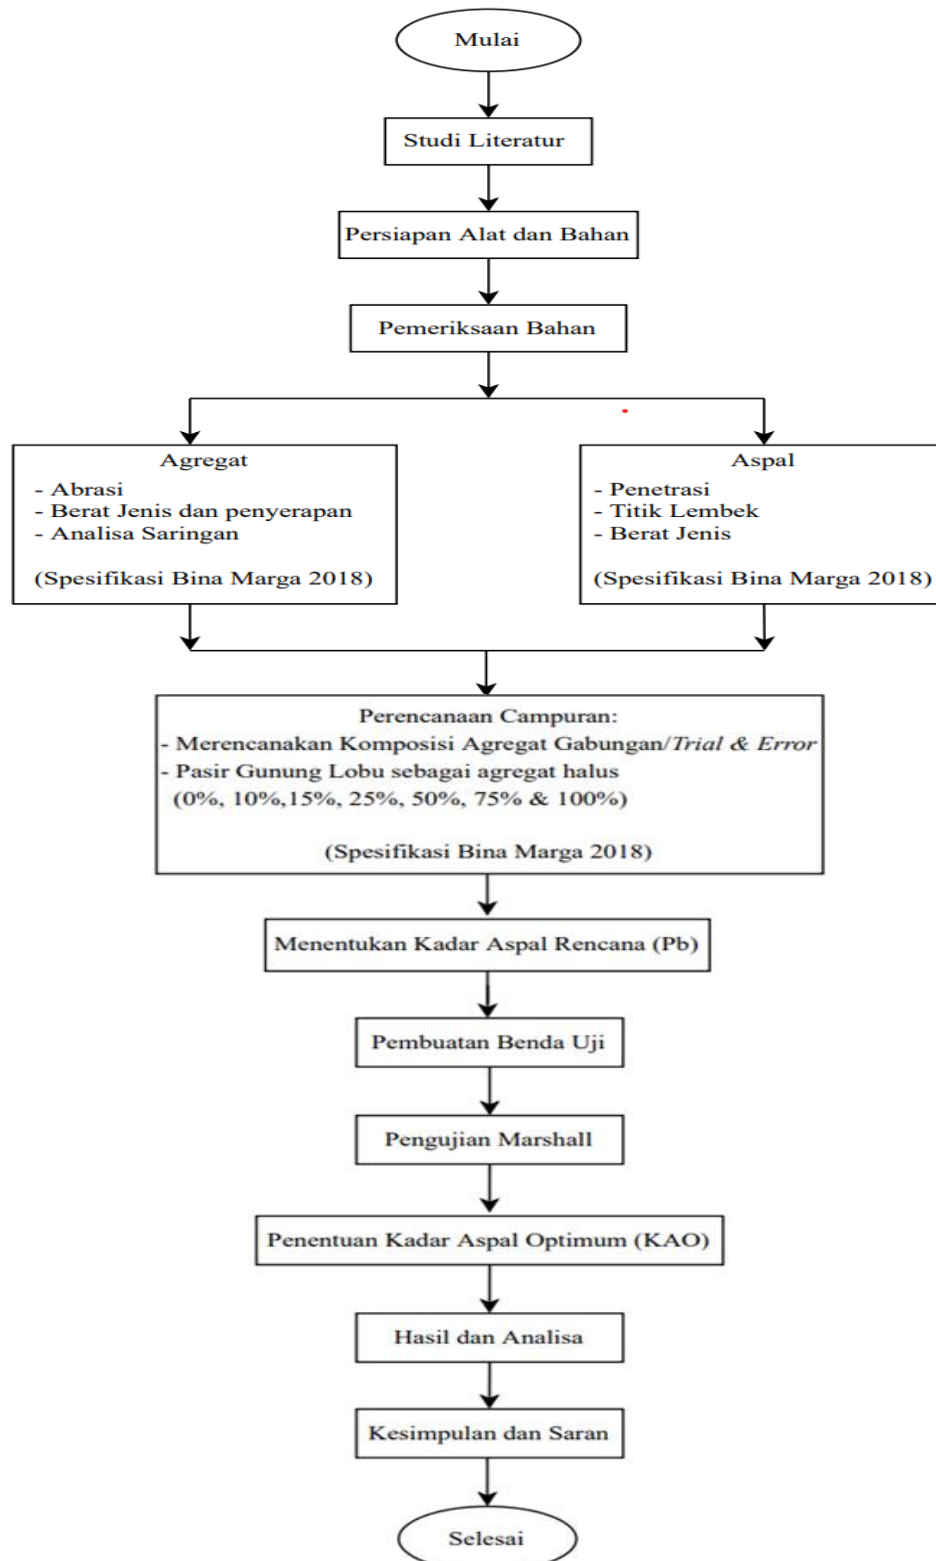 Mulai
Studi Literatur
Persiapan Alat dan Bahan
Pemeriksaan Bahan
Agregat
- Abrasi
- Berat Jenis dan penyerapan
- Analisa Saringan
(Spesifikasi Bina Marga 2018)
Aspal
- Penetrasi
- Titik Lembek
- Berat Jenis
(Spesifikasi Bina Marga 2018)
Perencanaan Campuran:
- Merencanakan Komposisi Agregat Gabungan/Trial & Error
- Pasir Gunung Lobu sebagai agregat halus
(0%, 10%,15%, 25%, 50%, 75% & 100%)
(Spesifikasi Bina Marga 2018)
Menentukan Kadar Aspal Rencana (Pb)
Pembuatan Benda Uji
Pengujian Marshall
Penentuan Kadar Aspal Optimum (KAO)
Hasil dan Analisa
Kesimpulan dan Saran
Selesai